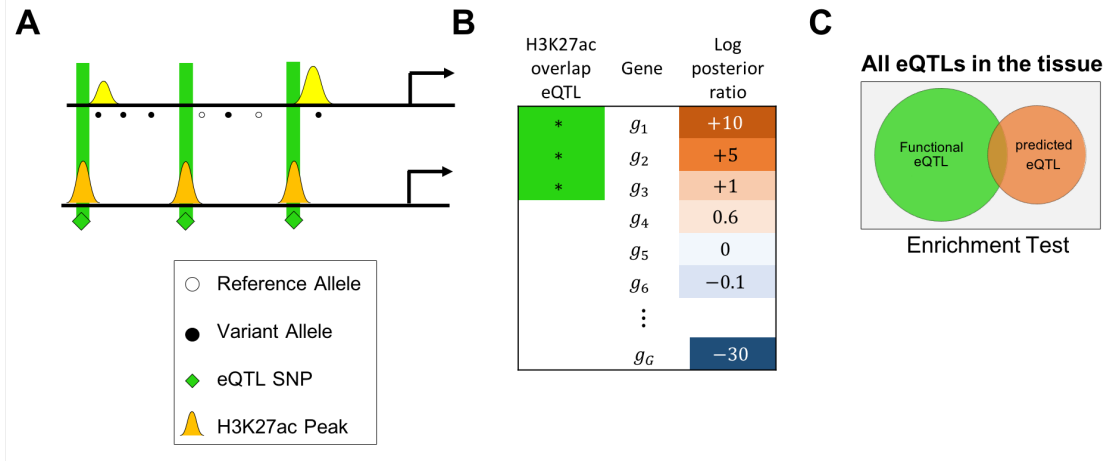 A
Reference Allele
Variant Allele
eQTL SNP
H3K27ac Peak
B
H3K27ac
overlap
eQTL
Gene
Log
posterior
ratio
* g₁ +10
* g₂ +5
* g₃ +1
g₄ 0.6
g₅ 0
g₆ −0.1
⋮
g_G −30
C
All eQTLs in the tissue
Functional
eQTL
predicted
eQTL
Enrichment Test